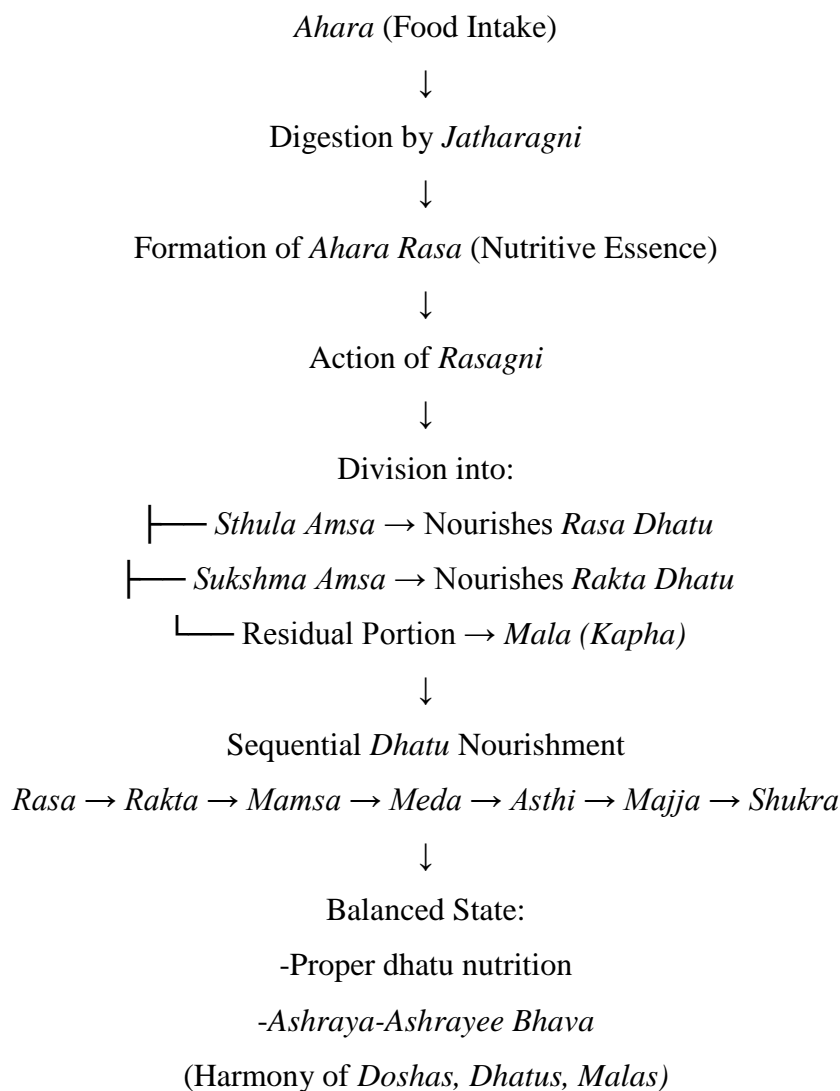 Ahara (Food Intake)
↓
Digestion by Jatharagni
↓
Formation of Ahara Rasa (Nutritive Essence)
↓
Action of Rasagni
↓
Division into:
├── Sthula Amsa → Nourishes Rasa Dhatu
├── Sukshma Amsa → Nourishes Rakta Dhatu
└── Residual Portion → Mala (Kapha)
↓
Sequential Dhatu Nourishment
Rasa → Rakta → Mamsa → Meda → Asthi → Majja → Shukra
↓
Balanced State:
-Proper dhatu nutrition
-Ashraya-Ashrayee Bhava
(Harmony of Doshas, Dhatus, Malas)